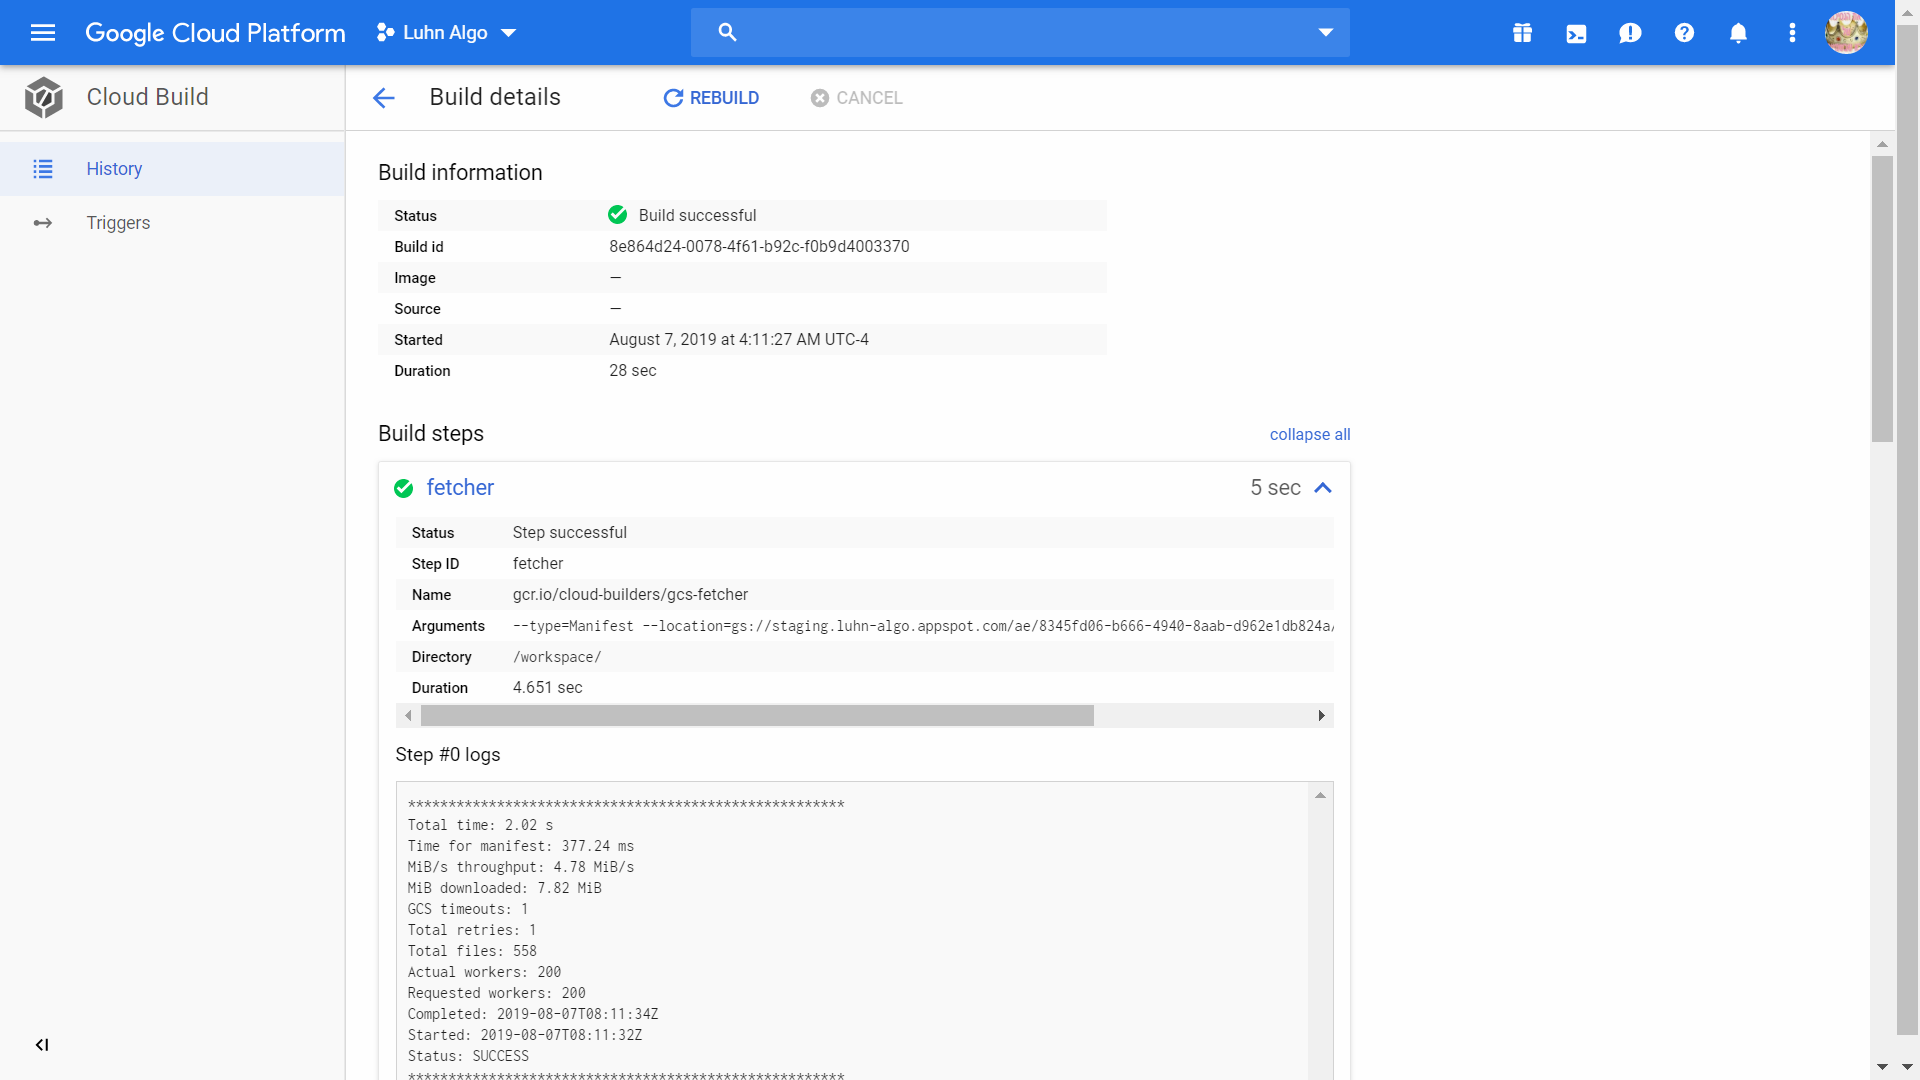 Google Cloud Platform Luhn Algo
Cloud Build Build details REBUILD CANCEL
History
Triggers
Build information
Status Build successful
Build id 8e864d24-0078-4f61-b92c-f0b9d4003370
Image —
Source —
Started August 7, 2019 at 4:11:27 AM UTC-4
Duration 28 sec
Build steps collapse all
fetcher 5 sec
Status Step successful
Step ID fetcher
Name gcr.io/cloud-builders/gcs-fetcher
Arguments --type=Manifest --location=gs://staging.luhn-algo.appspot.com/ae/8345fd06-b666-4940-8aab-d962e1db824a/
Directory /workspace/
Duration 4.651 sec
Step #0 logs
******************************************************
Total time: 2.02 s
Time for manifest: 377.24 ms
MiB/s throughput: 4.78 MiB/s
MiB downloaded: 7.82 MiB
GCS timeouts: 1
Total retries: 1
Total files: 558
Actual workers: 200
Requested workers: 200
Completed: 2019-08-07T08:11:34Z
Started: 2019-08-07T08:11:32Z
Status: SUCCESS
******************************************************